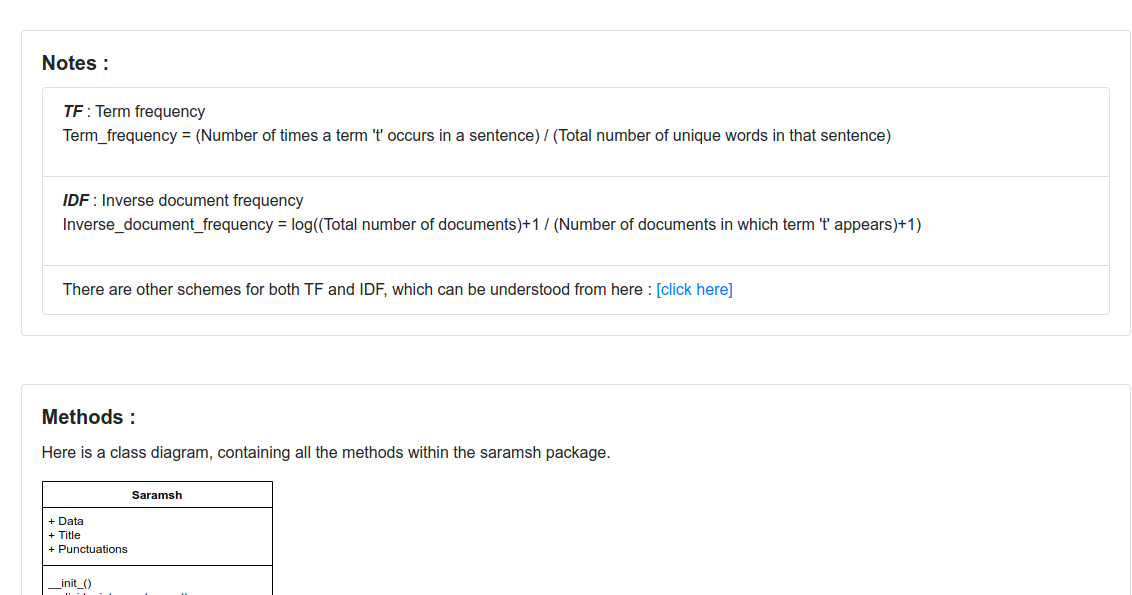 Notes :
TF : Term frequency
Term_frequency = (Number of times a term 't' occurs in a sentence) / (Total number of unique words in that sentence)
IDF : Inverse document frequency
Inverse_document_frequency = log((Total number of documents)+1 / (Number of documents in which term 't' appears)+1)
There are other schemes for both TF and IDF, which can be understood from here : [click here]
Methods :
Here is a class diagram, containing all the methods within the saramsh package.
Saramsh
+ Data
+ Title
+ Punctuations
__init_()